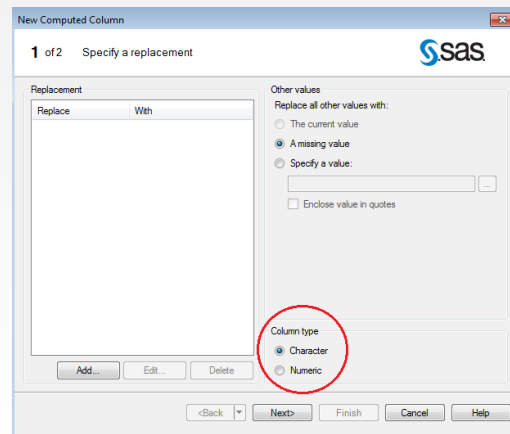 New Computed Column
1 of 2 Specify a replacement
sas
Replacement
Replace With
Add... Edit... Delete
Other values
Replace all other values with:
The current value
A missing value
Specify a value:
...
Enclose value in quotes
Column type
Character
Numeric
<Back Next> Finish Cancel Help